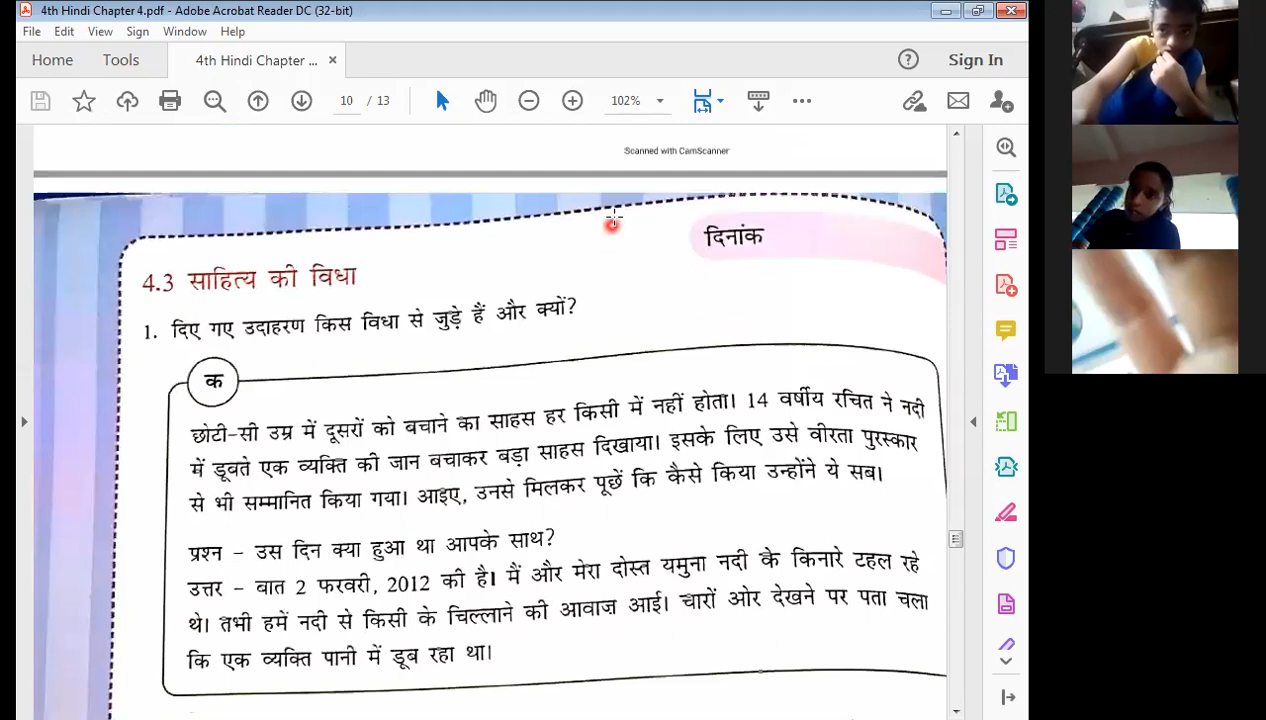 4th Hindi Chapter 4.pdf - Adobe Acrobat Reader DC (32-bit)
File Edit View Sign Window Help
Home Tools 4th Hindi Chapter ... × Sign In
10 / 13 102%
Scanned with CamScanner
दिनांक
4.3 साहित्य की विधा
1. दिए गए उदाहरण किस विधा से जुड़े हैं और क्यों?
क
छोटी-सी उम्र में दूसरों को बचाने का साहस हर किसी में नहीं होता। 14 वर्षीय रचित ने नदी
में डूबते एक व्यक्ति की जान बचाकर बड़ा साहस दिखाया। इसके लिए उसे वीरता पुरस्कार
से भी सम्मानित किया गया। आइए, उनसे मिलकर पूछें कि कैसे किया उन्होंने ये सब।
प्रश्न - उस दिन क्या हुआ था आपके साथ?
उत्तर - बात 2 फरवरी, 2012 की है। मैं और मेरा दोस्त यमुना नदी के किनारे टहल रहे
थे। तभी हमें नदी से किसी के चिल्लाने की आवाज़ आई। चारों ओर देखने पर पता चला
कि एक व्यक्ति पानी में डूब रहा था।